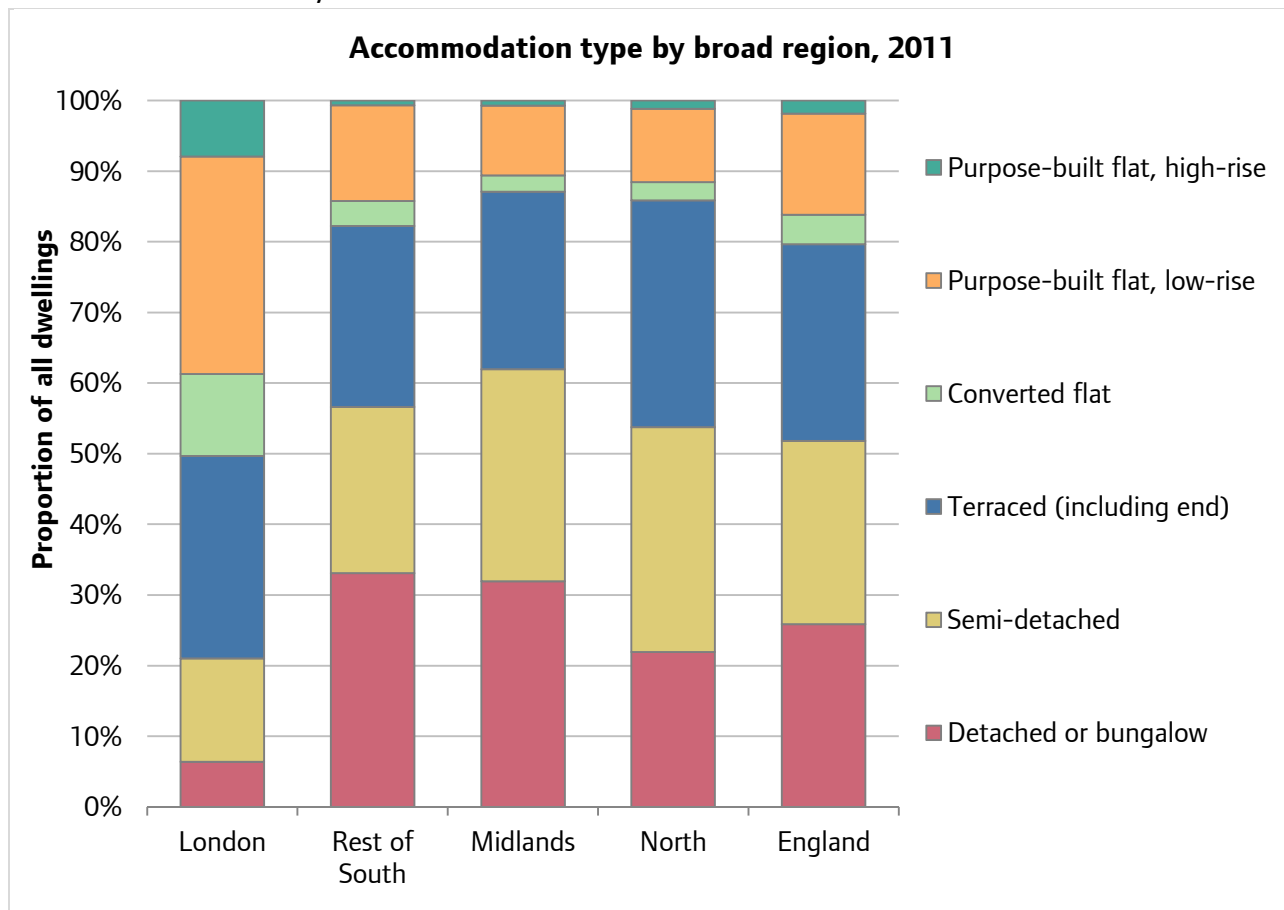 Accommodation type by broad region, 2011
100%
90%
80%
70%
60%
50%
40%
30%
20%
10%
0%
Proportion of all dwellings
London
Rest of
South
Midlands
North
England
Purpose-built flat, high-rise
Purpose-built flat, low-rise
Converted flat
Terraced (including end)
Semi-detached
Detached or bungalow